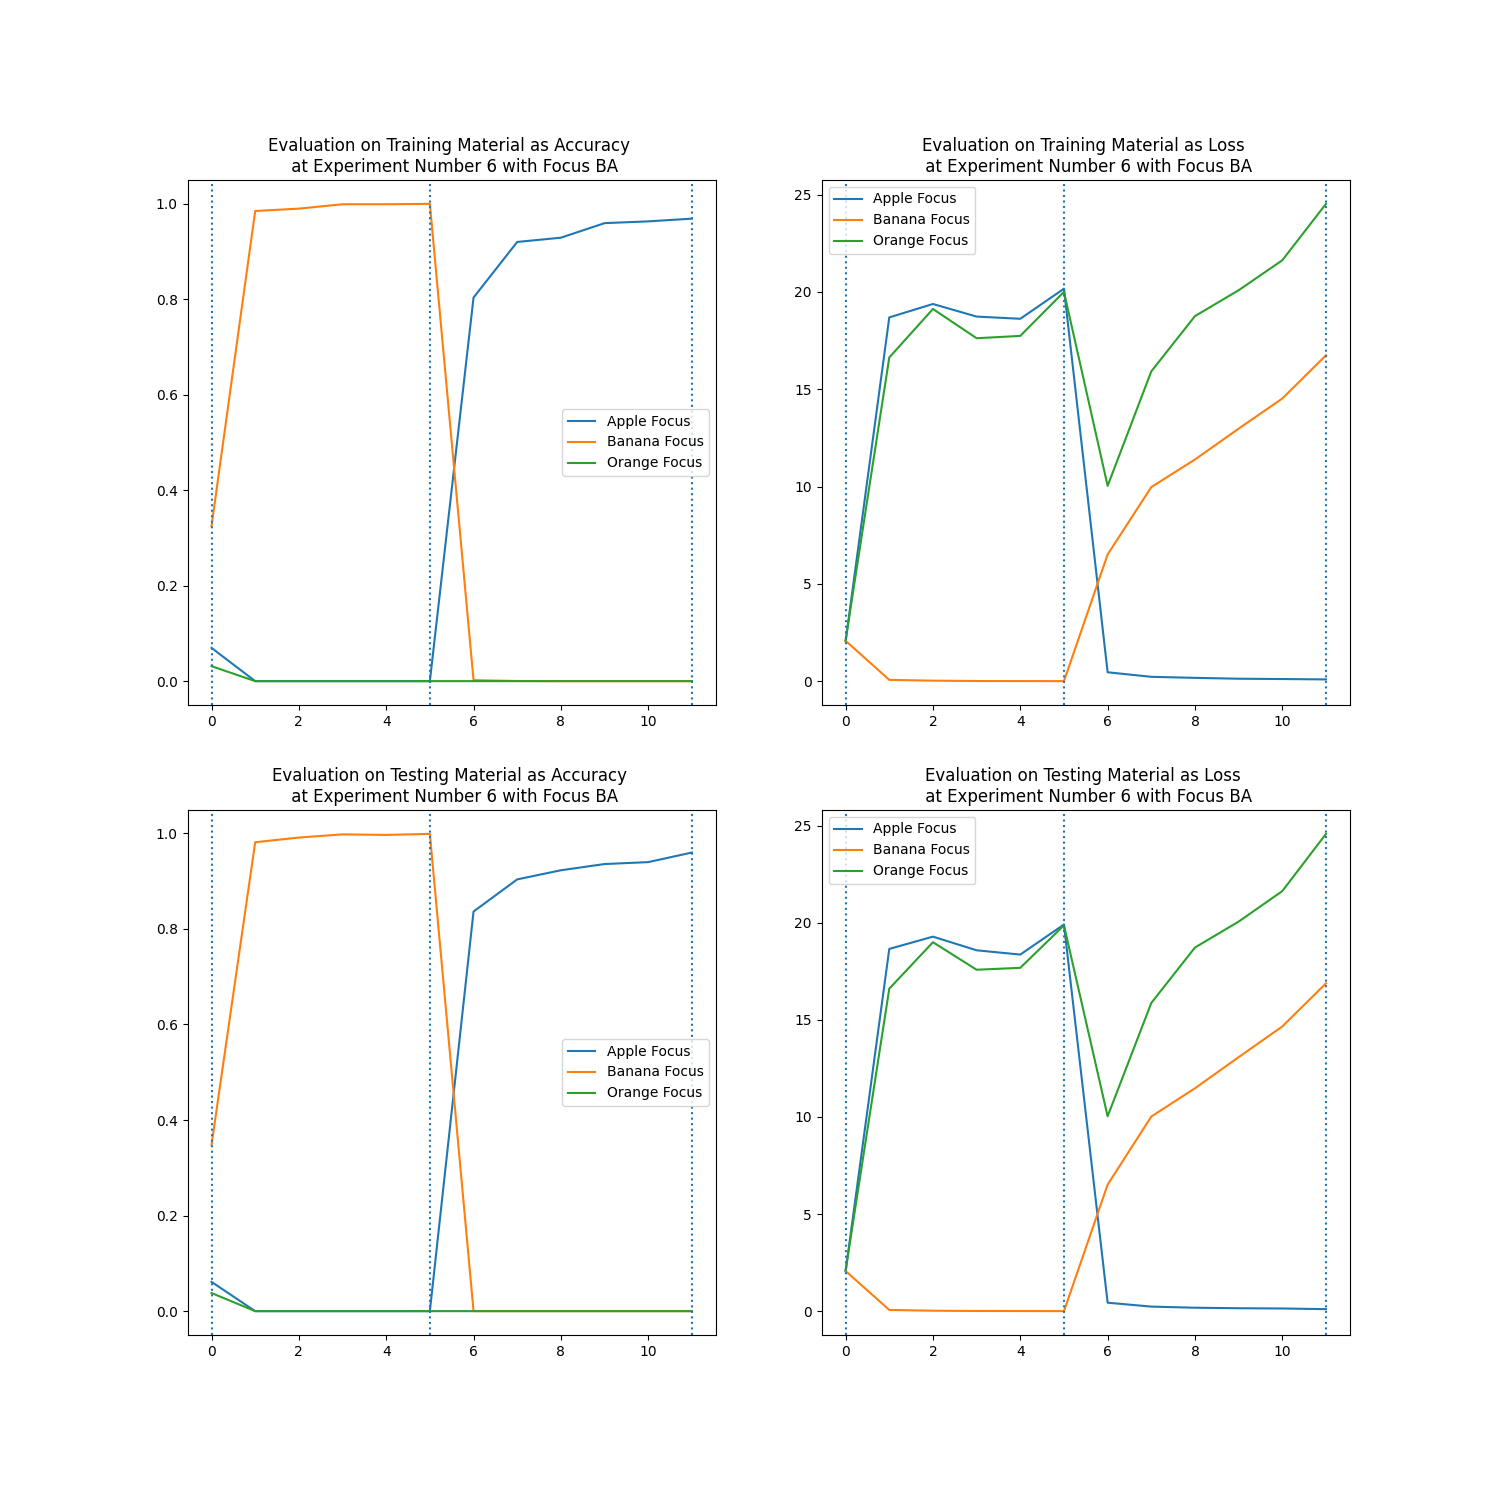 Evaluation on Training Material as Accuracy
at Experiment Number 6 with Focus BA
1.0
0.8
0.6
0.4
0.2
0.0
0 2 4 6 8 10
Apple Focus
Banana Focus
Orange Focus
Evaluation on Training Material as Loss
at Experiment Number 6 with Focus BA
25
20
15
10
5
0
0 2 4 6 8 10
Apple Focus
Banana Focus
Orange Focus
Evaluation on Testing Material as Accuracy
at Experiment Number 6 with Focus BA
1.0
0.8
0.6
0.4
0.2
0.0
0 2 4 6 8 10
Apple Focus
Banana Focus
Orange Focus
Evaluation on Testing Material as Loss
at Experiment Number 6 with Focus BA
25
20
15
10
5
0
0 2 4 6 8 10
Apple Focus
Banana Focus
Orange Focus